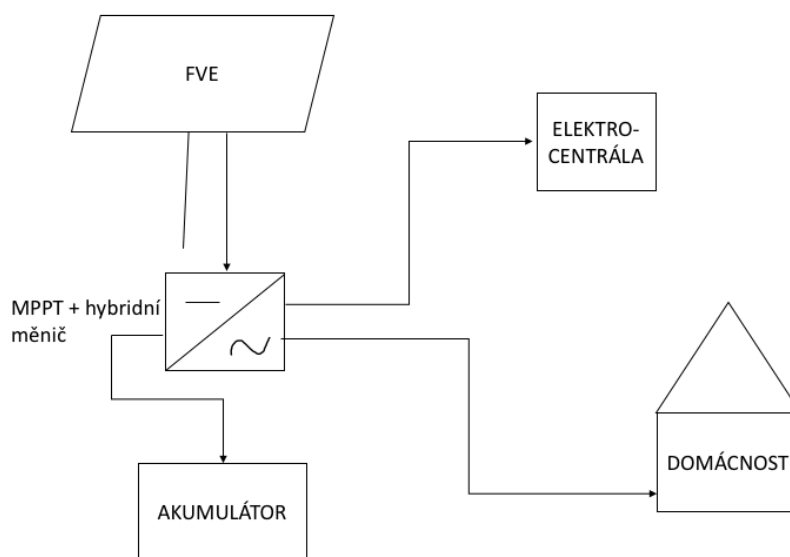 FVE
ELEKTRO-
CENTRÁLA
MPPT + hybridní
měnič
DOMÁCNOST
AKUMULÁTOR